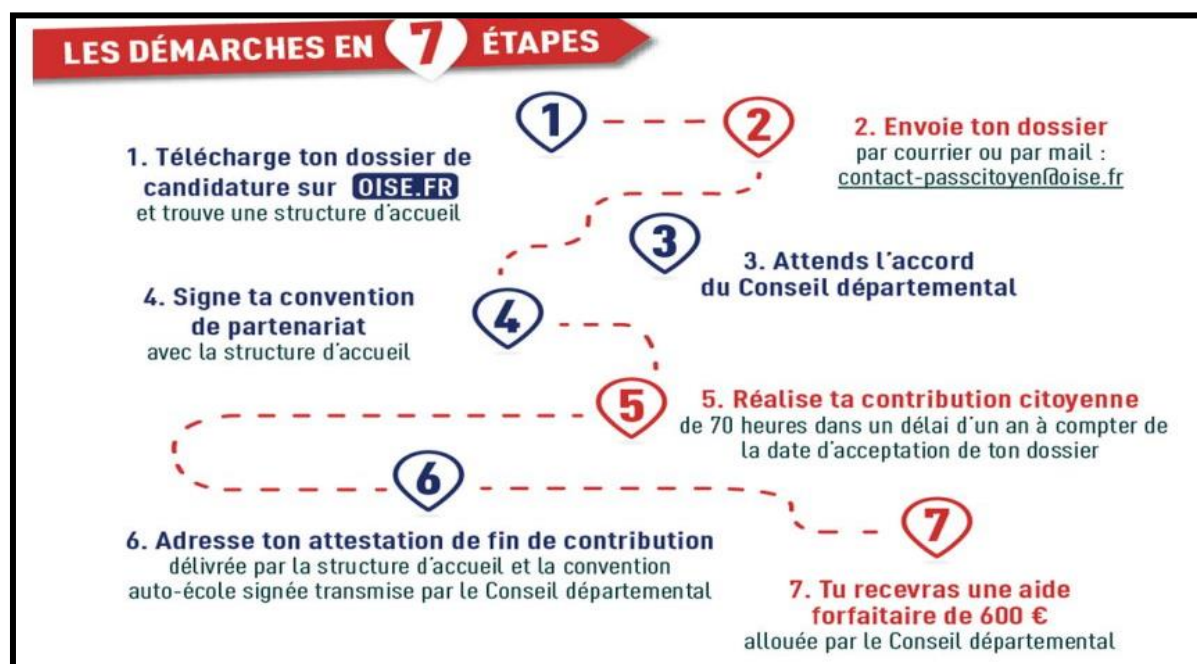 LES DÉMARCHES EN 7 ÉTAPES
1
2
1. Télécharge ton dossier de
candidature sur OISE.FR
et trouve une structure d'accueil
2. Envoie ton dossier
par courrier ou par mail :
contact-passcitoyen@oise.fr
3
3. Attends l'accord
du Conseil départemental
4
4. Signe ta convention
de partenariat
avec la structure d'accueil
5
5. Réalise ta contribution citoyenne
de 70 heures dans un délai d'un an à compter de
la date d'acceptation de ton dossier
6
6. Adresse ton attestation de fin de contribution
délivrée par la structure d'accueil et la convention
auto-école signée transmise par le Conseil départemental
7
7. Tu recevras une aide
forfaitaire de 600 €
allouée par le Conseil départemental